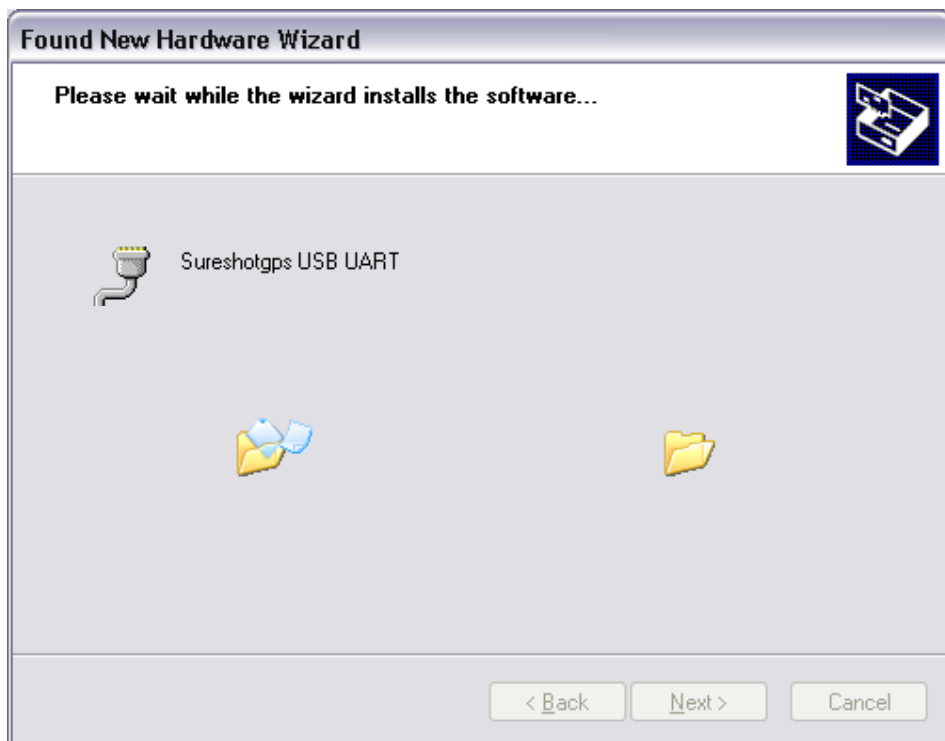 Found New Hardware Wizard
Please wait while the wizard installs the software...
Sureshotgps USB UART
< Back
Next >
Cancel